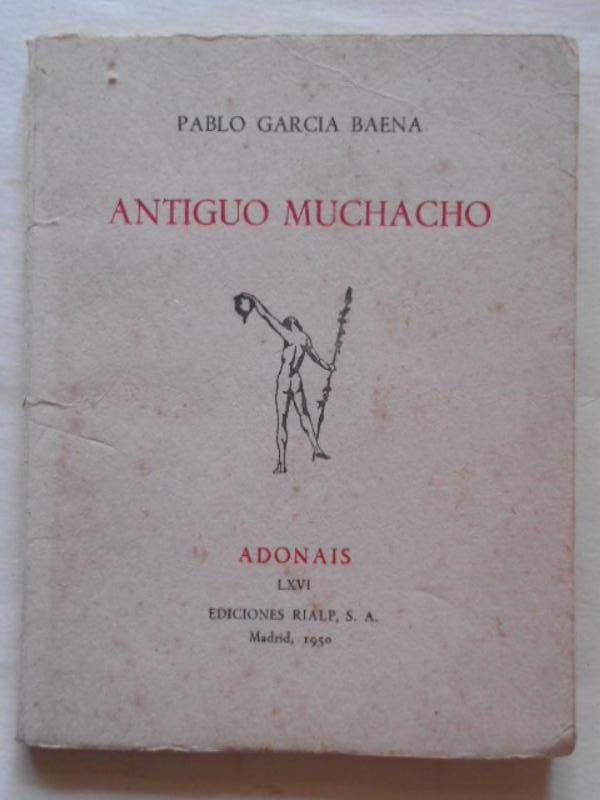 PABLO GARCIA BAENA
ANTIGUO MUCHACHO
ADONAIS
LXVI
EDICIONES RIALP, S. A.
Madrid, 1950